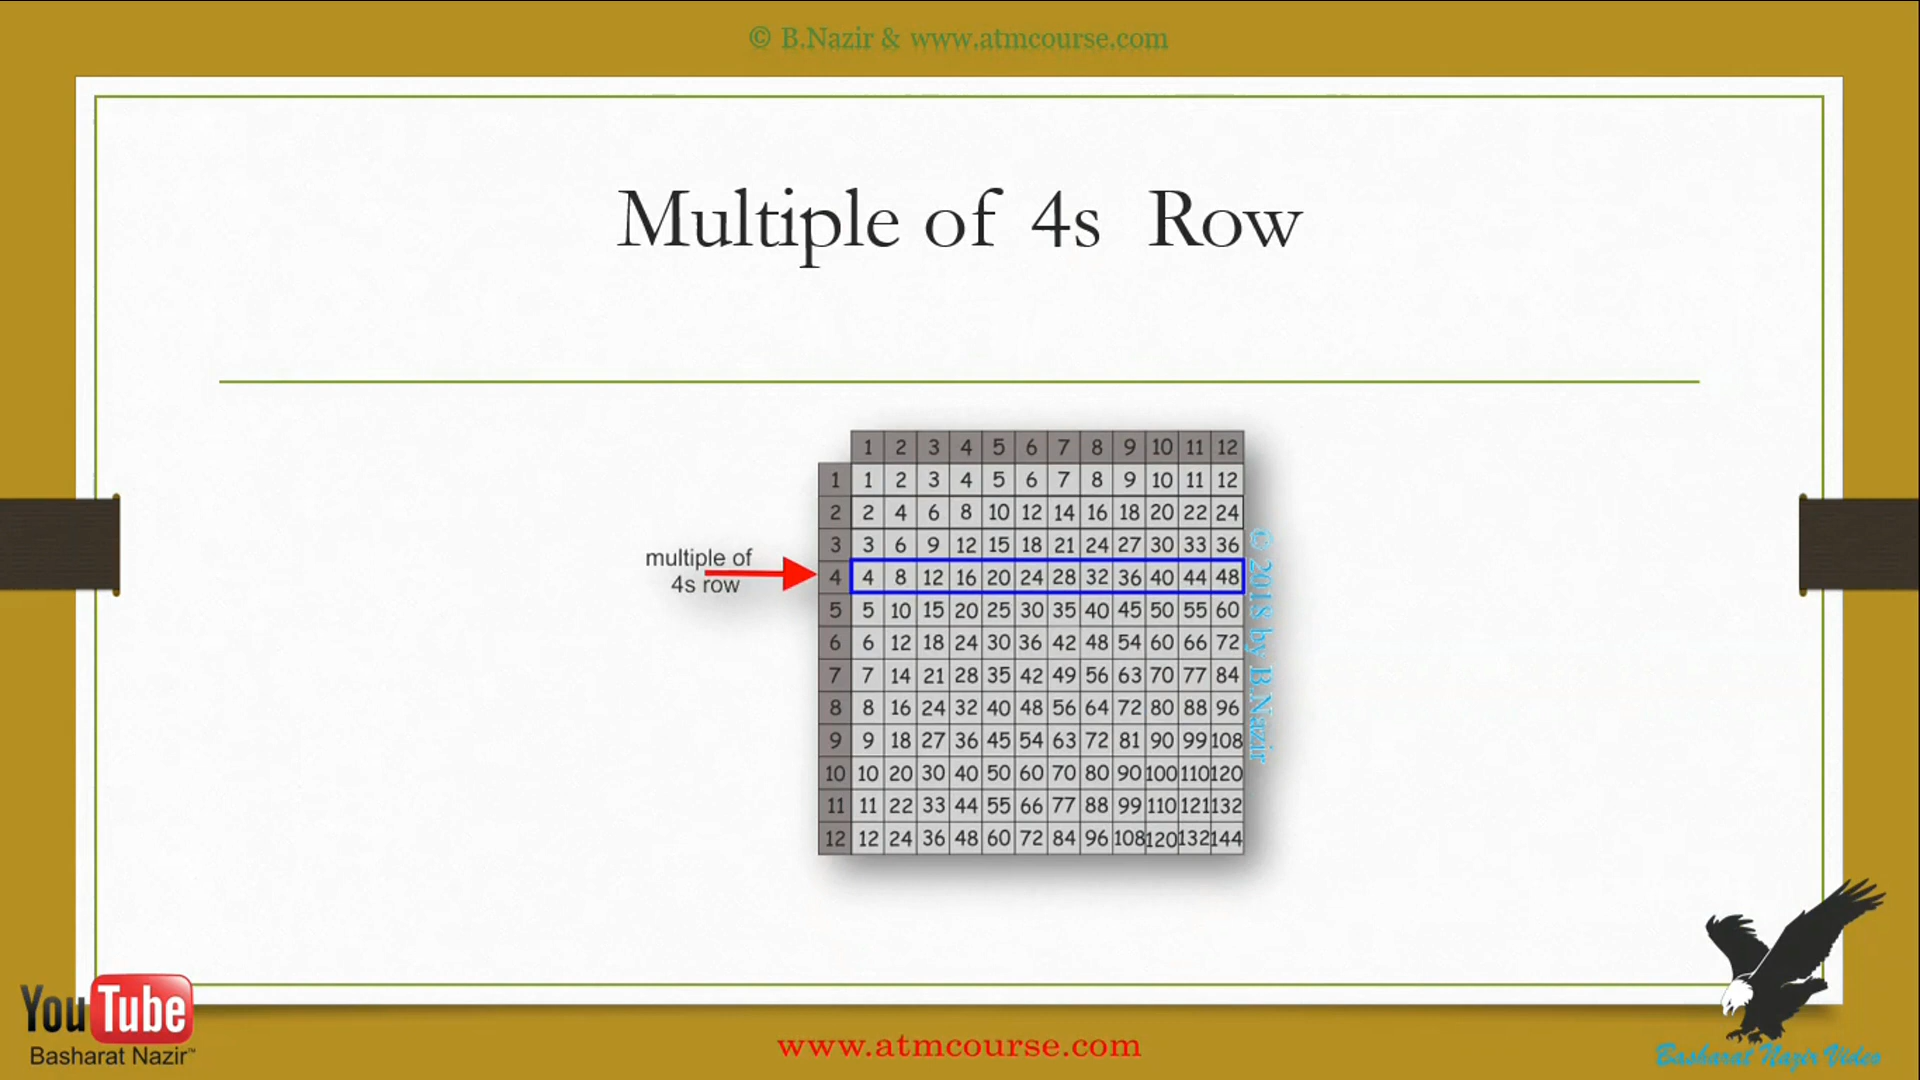 © B.Nazir & www.atmcourse.com
Multiple of 4s Row
1 2 3 4 5 6 7 8 9 10 11 12
1 1 2 3 4 5 6 7 8 9 10 11 12
2 2 4 6 8 10 12 14 16 18 20 22 24
3 3 6 9 12 15 18 21 24 27 30 33 36
multiple of
4s row
4 4 8 12 16 20 24 28 32 36 40 44 48
5 5 10 15 20 25 30 35 40 45 50 55 60
6 6 12 18 24 30 36 42 48 54 60 66 72
7 7 14 21 28 35 42 49 56 63 70 77 84
8 8 16 24 32 40 48 56 64 72 80 88 96
9 9 18 27 36 45 54 63 72 81 90 99 108
10 10 20 30 40 50 60 70 80 90 100 110 120
11 11 22 33 44 55 66 77 88 99 110 121 132
12 12 24 36 48 60 72 84 96 108 120 132 144
© 2018 by B.Nazir
YouTube
Basharat Nazir™
www.atmcourse.com
Basharat Nazir Video